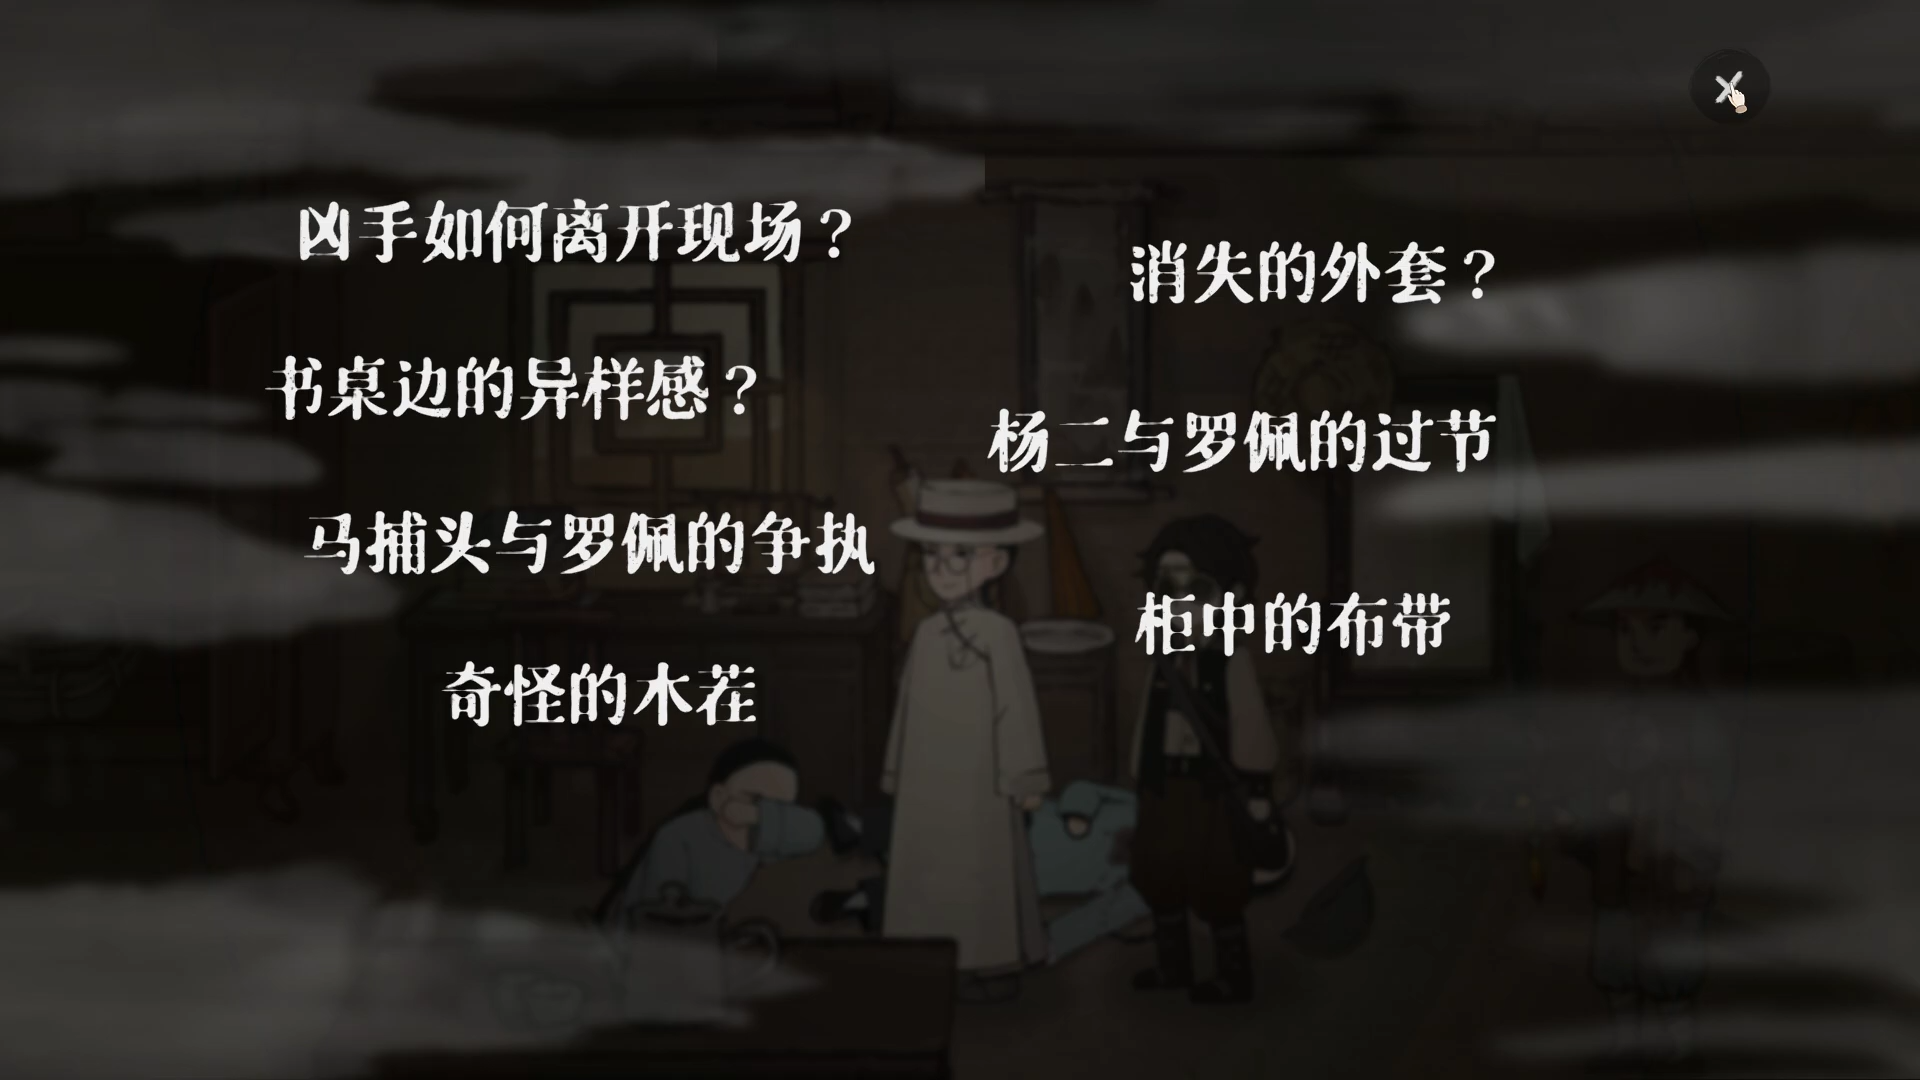 凶手如何离开现场？
消失的外套？
书桌边的异样感？
杨二与罗佩的过节
马捕头与罗佩的争执
柜中的布带
奇怪的木茬